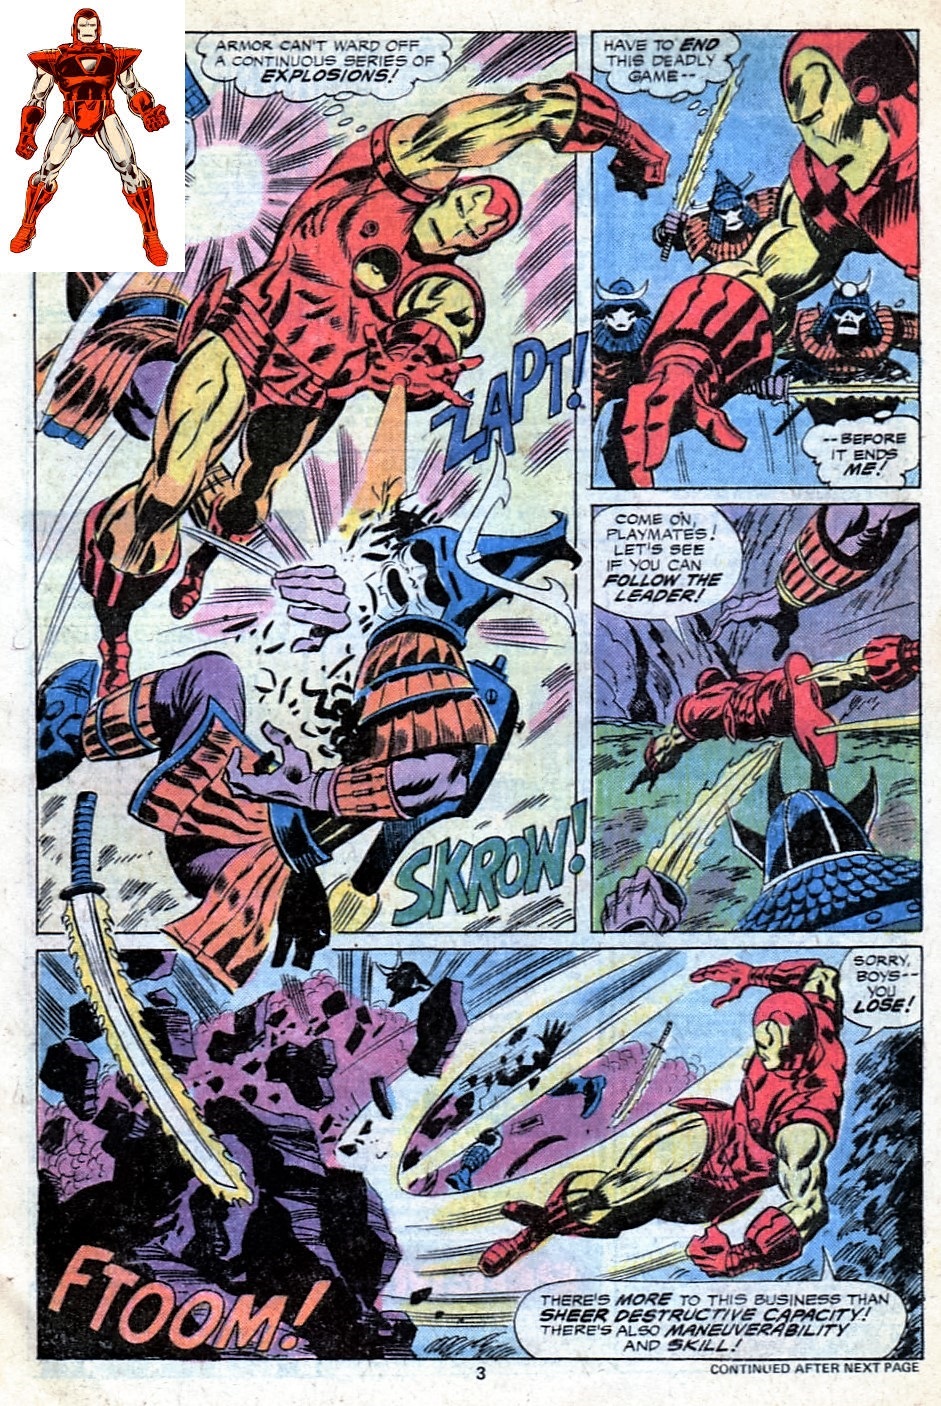 ARMOR CAN'T WARD OFF
A CONTINUOUS SERIES OF
EXPLOSIONS!
ZAPT!
SKROW!
HAVE TO END
THIS DEADLY
GAME--
--BEFORE
IT ENDS
ME!
COME ON,
PLAYMATES!
LET'S SEE
IF YOU CAN
FOLLOW THE
LEADER!
FTOOM!
SORRY,
BOYS--
YOU
LOSE!
THERE'S MORE TO THIS BUSINESS THAN
SHEER DESTRUCTIVE CAPACITY!
THERE'S ALSO MANEUVERABILITY
AND SKILL!
3
CONTINUED AFTER NEXT PAGE